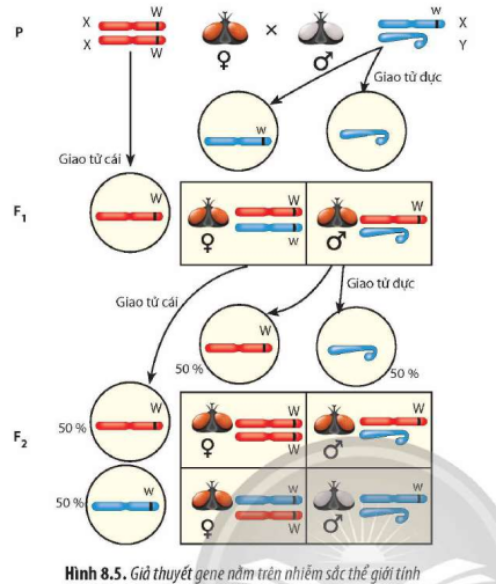 P
X W w X
X W Y
♀ × ♂
Giao tử đực
w
Giao tử cái
F₁
W
W W
w
♀ ♂
Giao tử cái
Giao tử đực
W
50 % 50 %
F₂
50 % W
W W
W
♀ ♂
50% w
w w
W
♀ ♂
Hình 8.5. Giả thuyết gene nằm trên nhiễm sắc thể giới tính